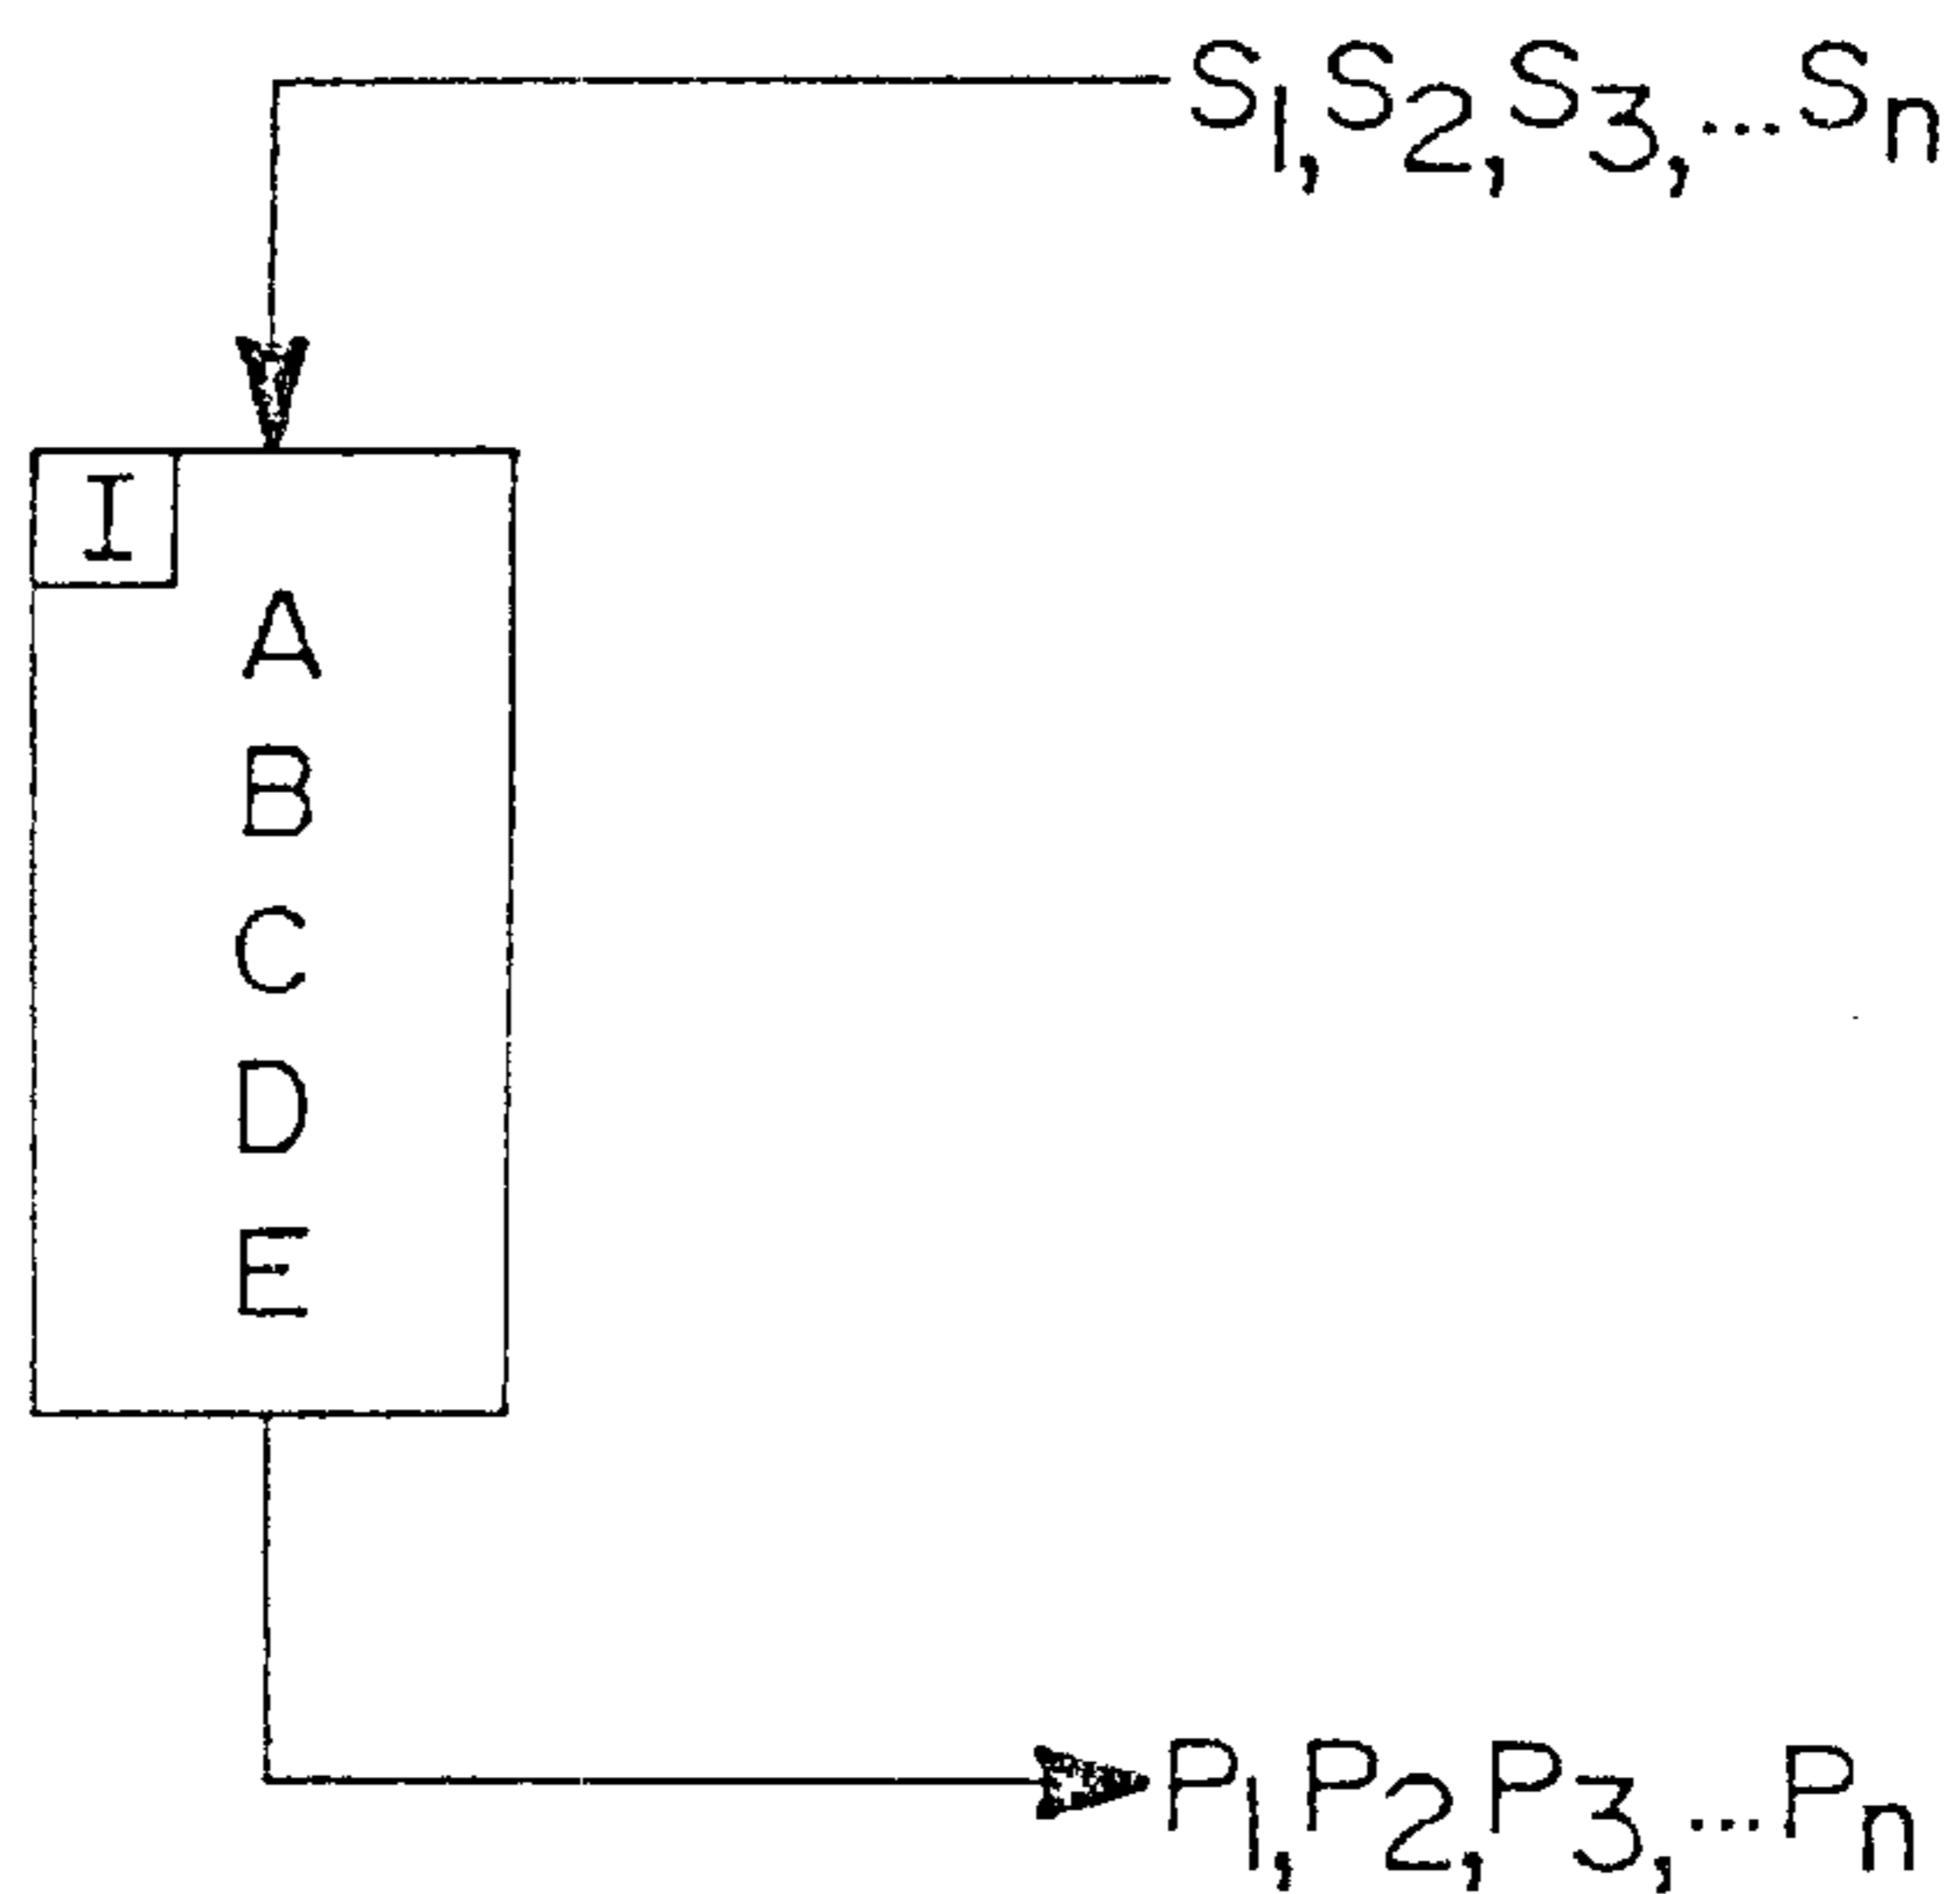 S1,S2,S3,...Sn
I
A
B
C
D
E
P1,P2,P3,...Pn